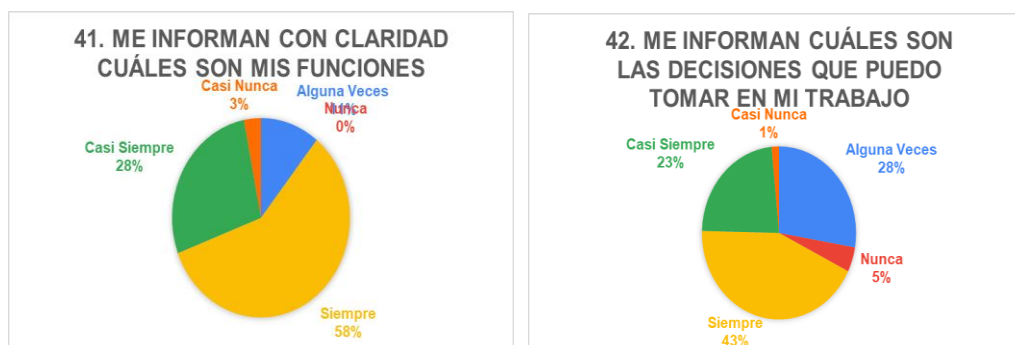 41. ME INFORMAN CON CLARIDAD
CUÁLES SON MIS FUNCIONES
Casi Nunca
3%
Alguna Veces
11%
Nunca
0%
Casi Siempre
28%
Siempre
58%
42. ME INFORMAN CUÁLES SON
LAS DECISIONES QUE PUEDO
TOMAR EN MI TRABAJO
Casi Nunca
1%
Casi Siempre
23%
Alguna Veces
28%
Nunca
5%
Siempre
43%